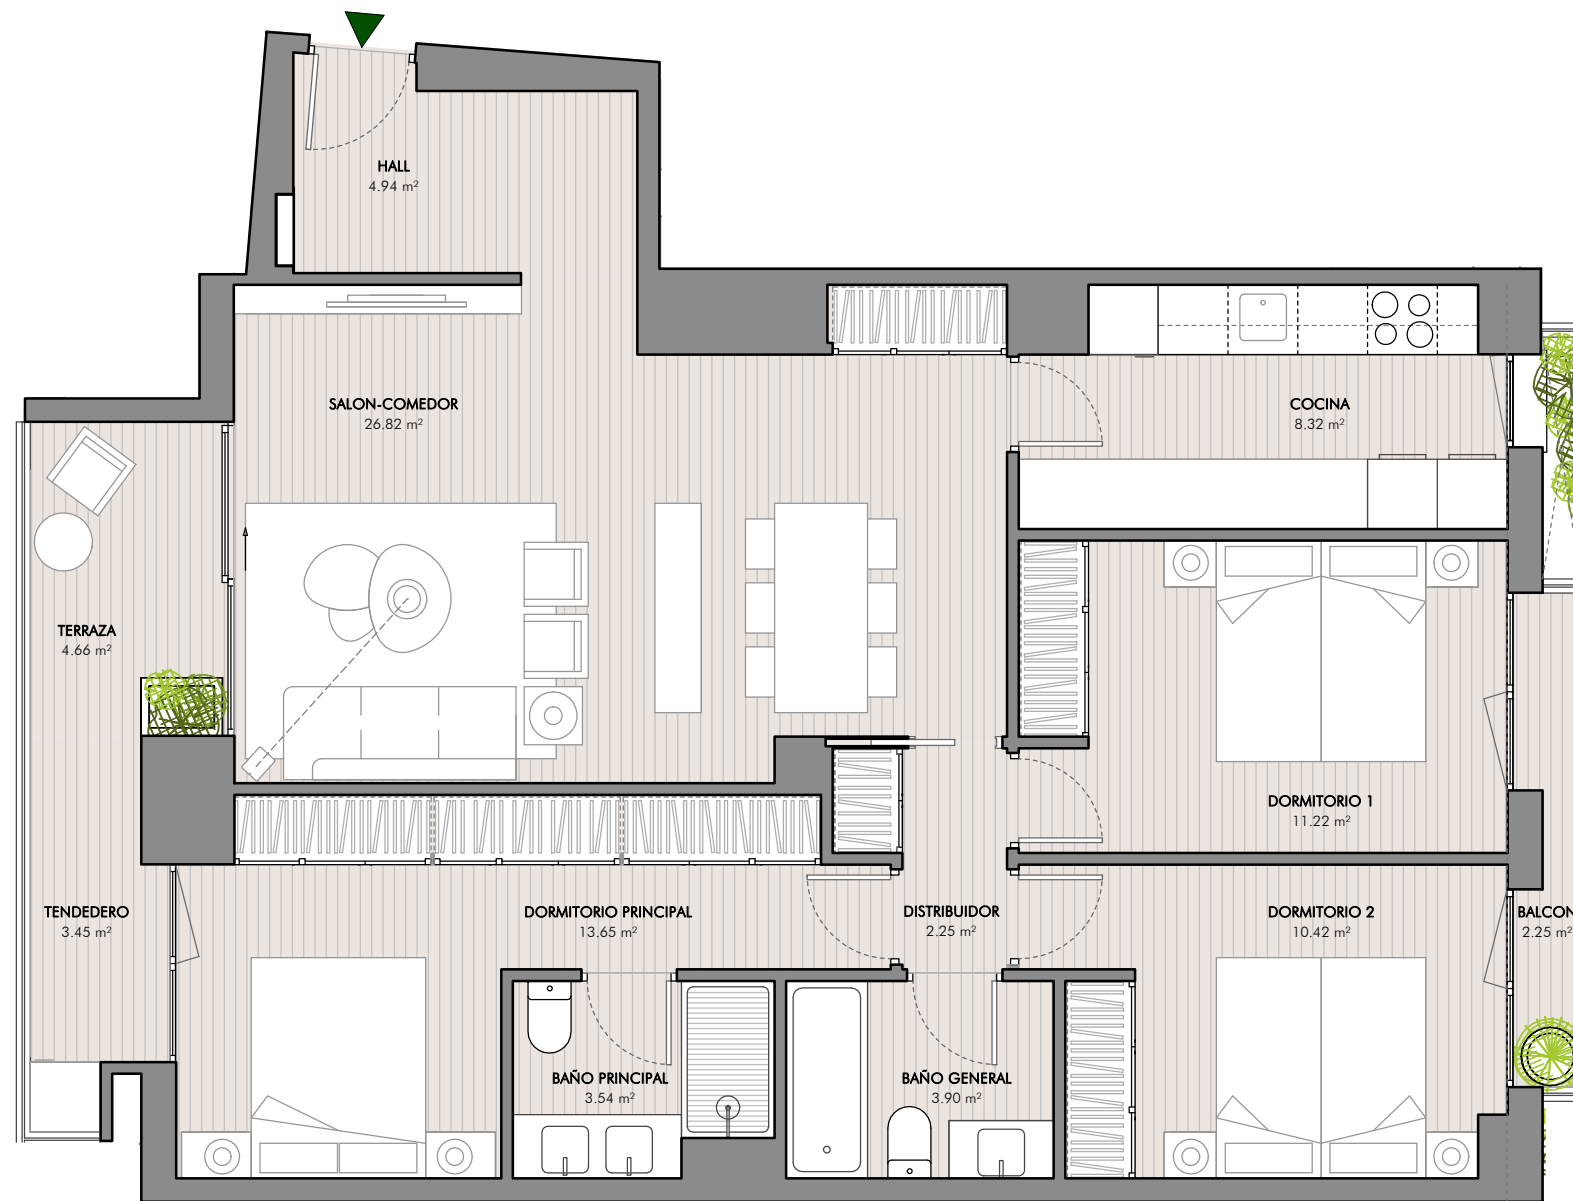 HALL
4.94 m²
SALON-COMEDOR
26.82 m²
COCINA
8.32 m²
TERRAZA
4.66 m²
DORMITORIO 1
11.22 m²
TENDEDERO
3.45 m²
DORMITORIO PRINCIPAL
13.65 m²
DISTRIBUIDOR
2.25 m²
DORMITORIO 2
10.42 m²
BALCON
2.25 m²
BAÑO PRINCIPAL
3.54 m²
BAÑO GENERAL
3.90 m²